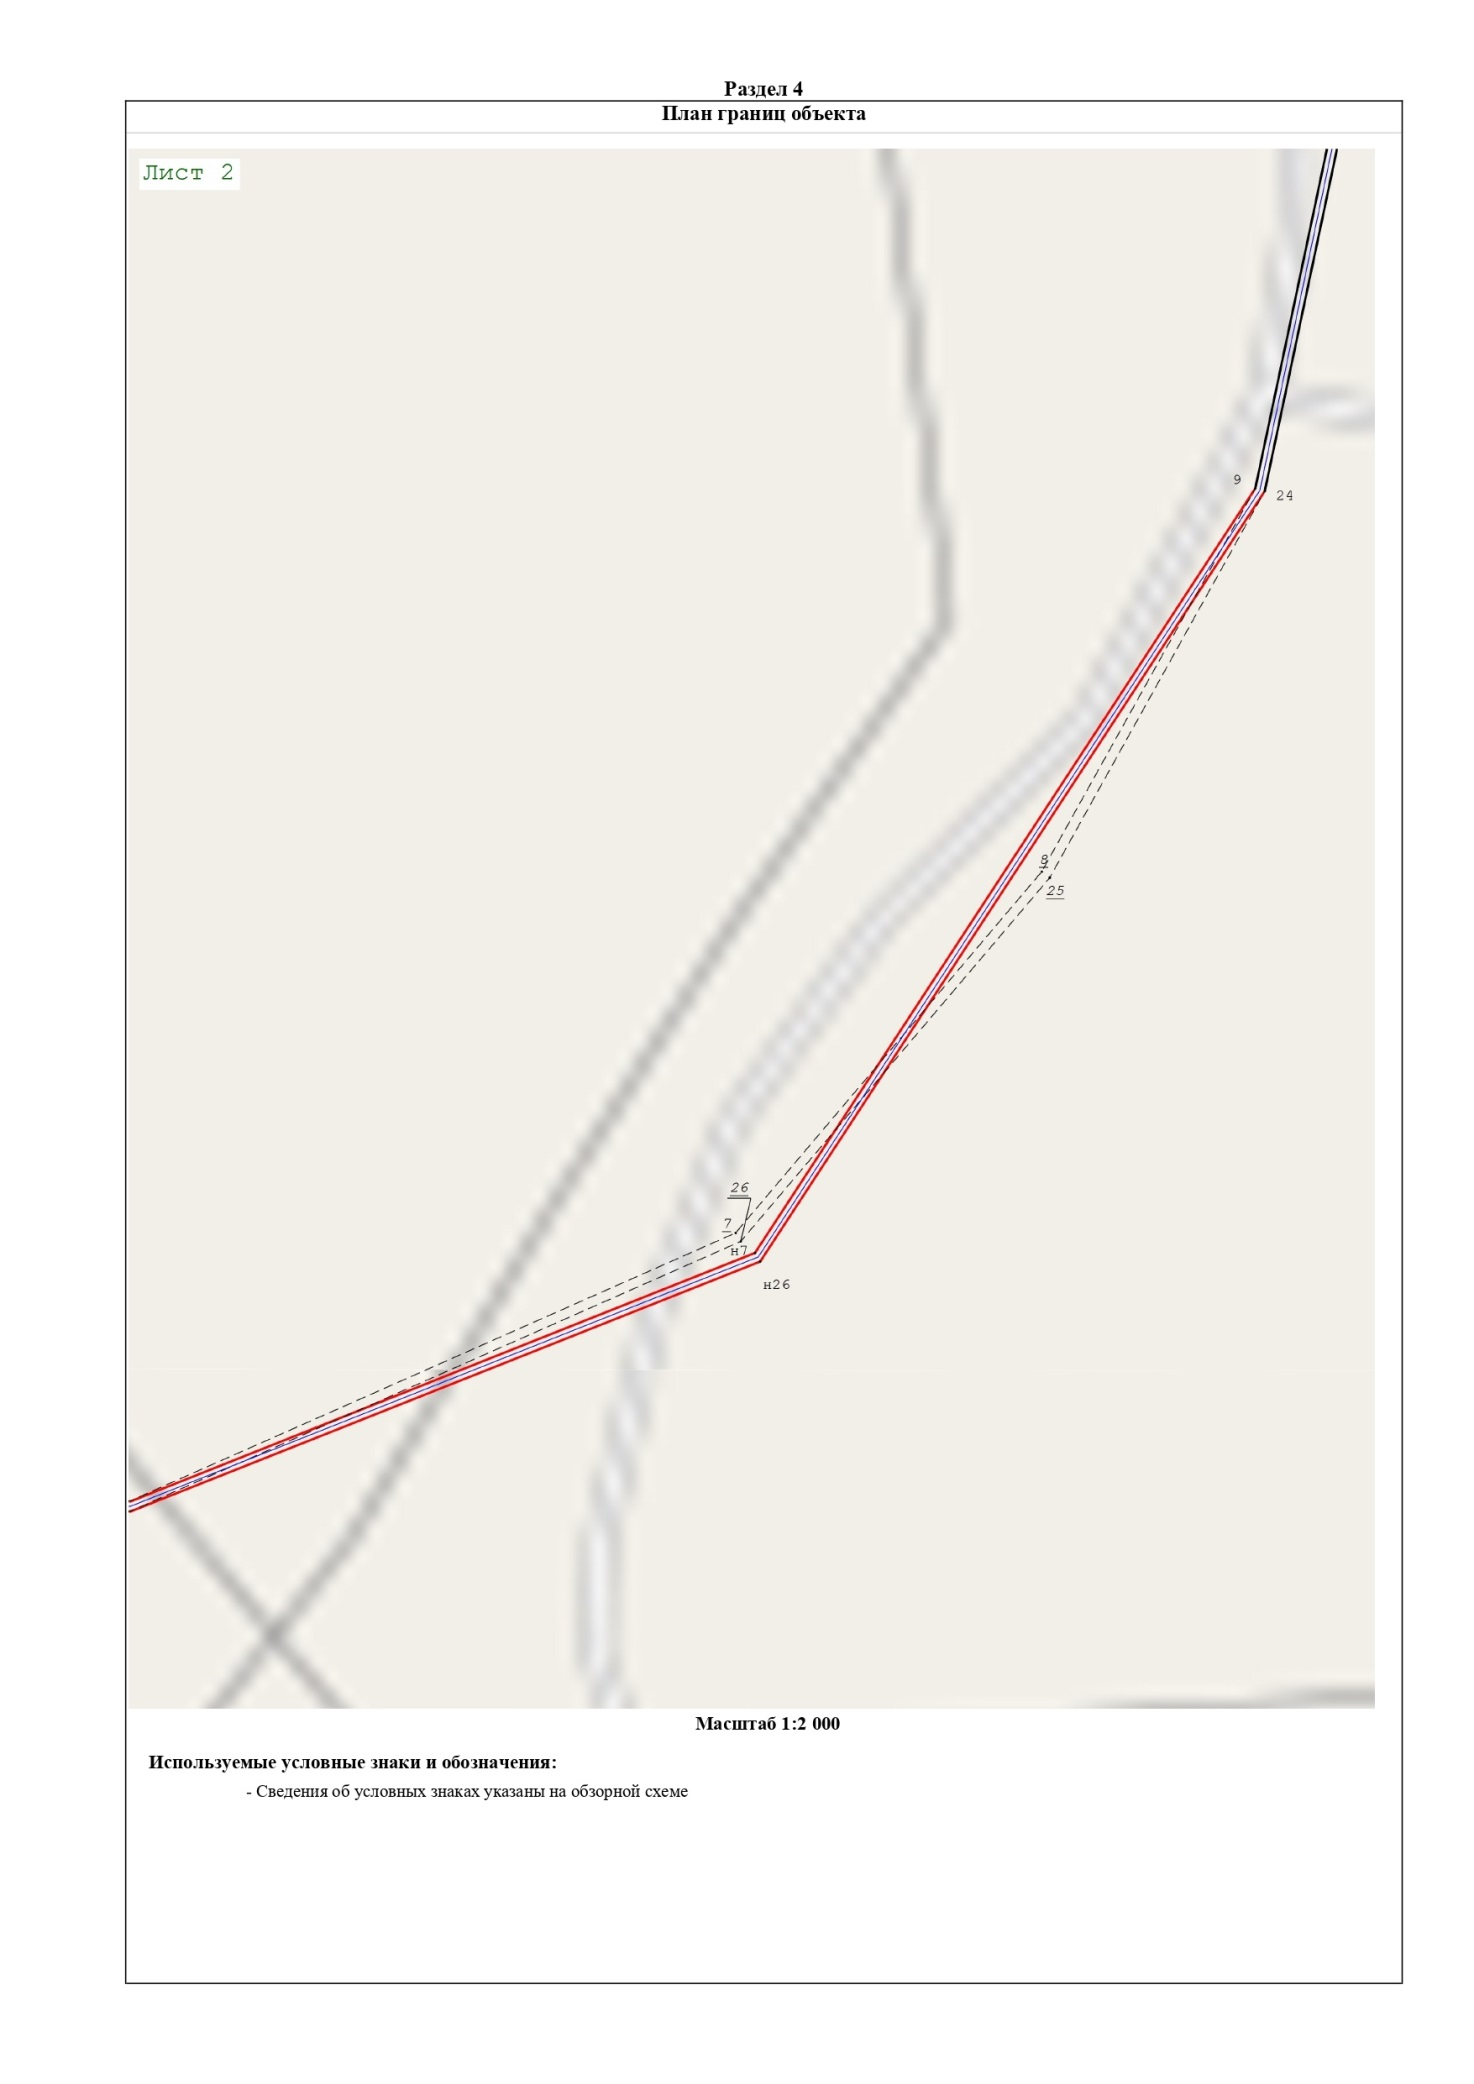 Раздел 4
План границ объекта
Лист 2
9
24
8
25
26
7
н7
н26
Масштаб 1:2 000
Используемые условные знаки и обозначения:
- Сведения об условных знаках указаны на обзорной схеме